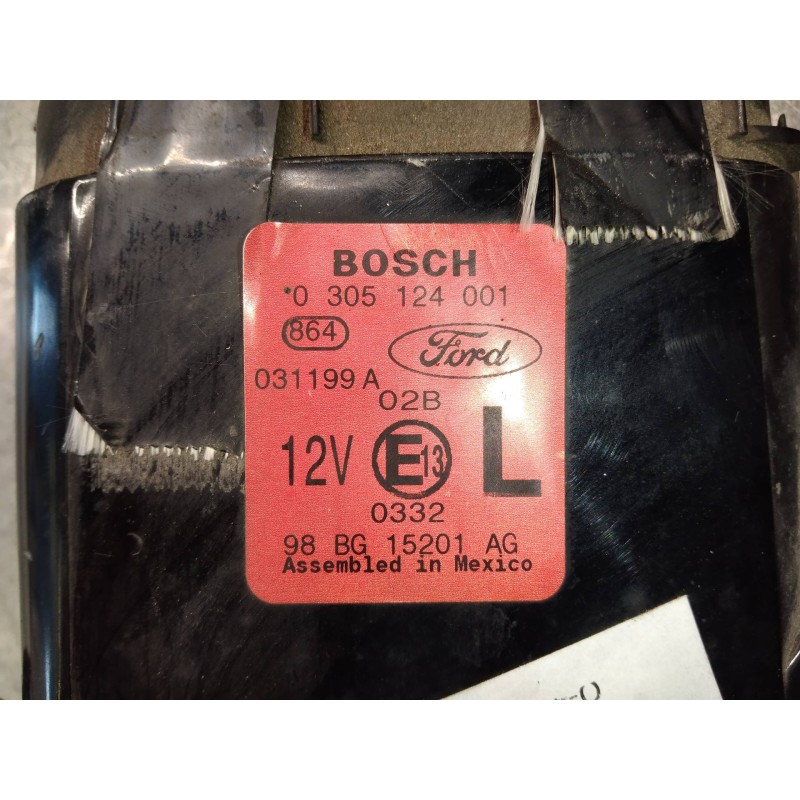 BOSCH
0 305 124 001
864
Ford
031199 A
02B
12V E13 L
0332
98 BG 15201 AG
Assembled in Mexico